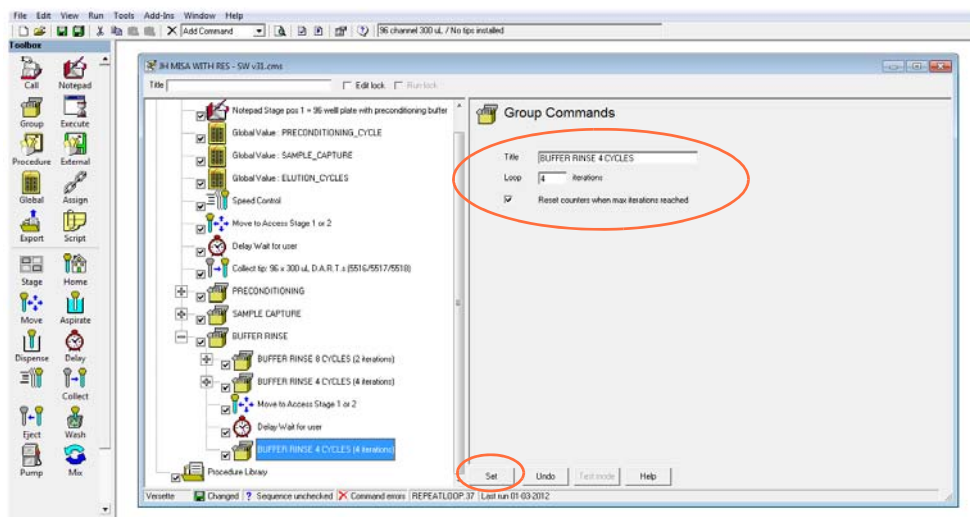 File Edit View Run Tools Add-Ins Window Help
Add Command 96 channel 300 uL / No tips installed
Toolbox
Call Notepad
Group Execute
Procedure External
Global Assign
Export Script
Stage Home
Move Aspirate
Dispense Delay
Collect
Eject Wash
Pump Mix
JH MISA WITH RES - SW v31.cms
Title Edit lock Run lock
Notepad Stage pos 1 = 96 well plate with preconditioning buffer
Global Value : PRECONDITIONING_CYCLE
Global Value : SAMPLE_CAPTURE
Global Value : ELUTION_CYCLES
Speed Control
Move to Access Stage 1 or 2
Delay Wait for user
Collect tip: 96 x 300 uL D.A.R.T.s (5516/5517/5518)
PRECONDITIONING
SAMPLE CAPTURE
BUFFER RINSE
BUFFER RINSE 8 CYCLES (2 iterations)
BUFFER RINSE 4 CYCLES (4 iterations)
Move to Access Stage 1 or 2
Delay Wait for user
BUFFER RINSE 4 CYCLES (4 iterations)
Procedure Library
Group Commands
Title BUFFER RINSE 4 CYCLES
Loop 4 iterations
Reset counters when max iterations reached
Set Undo Test mode Help
Versette Changed ? Sequence unchecked Command errors REPEATLOOP.37 Last run 01-03-2012